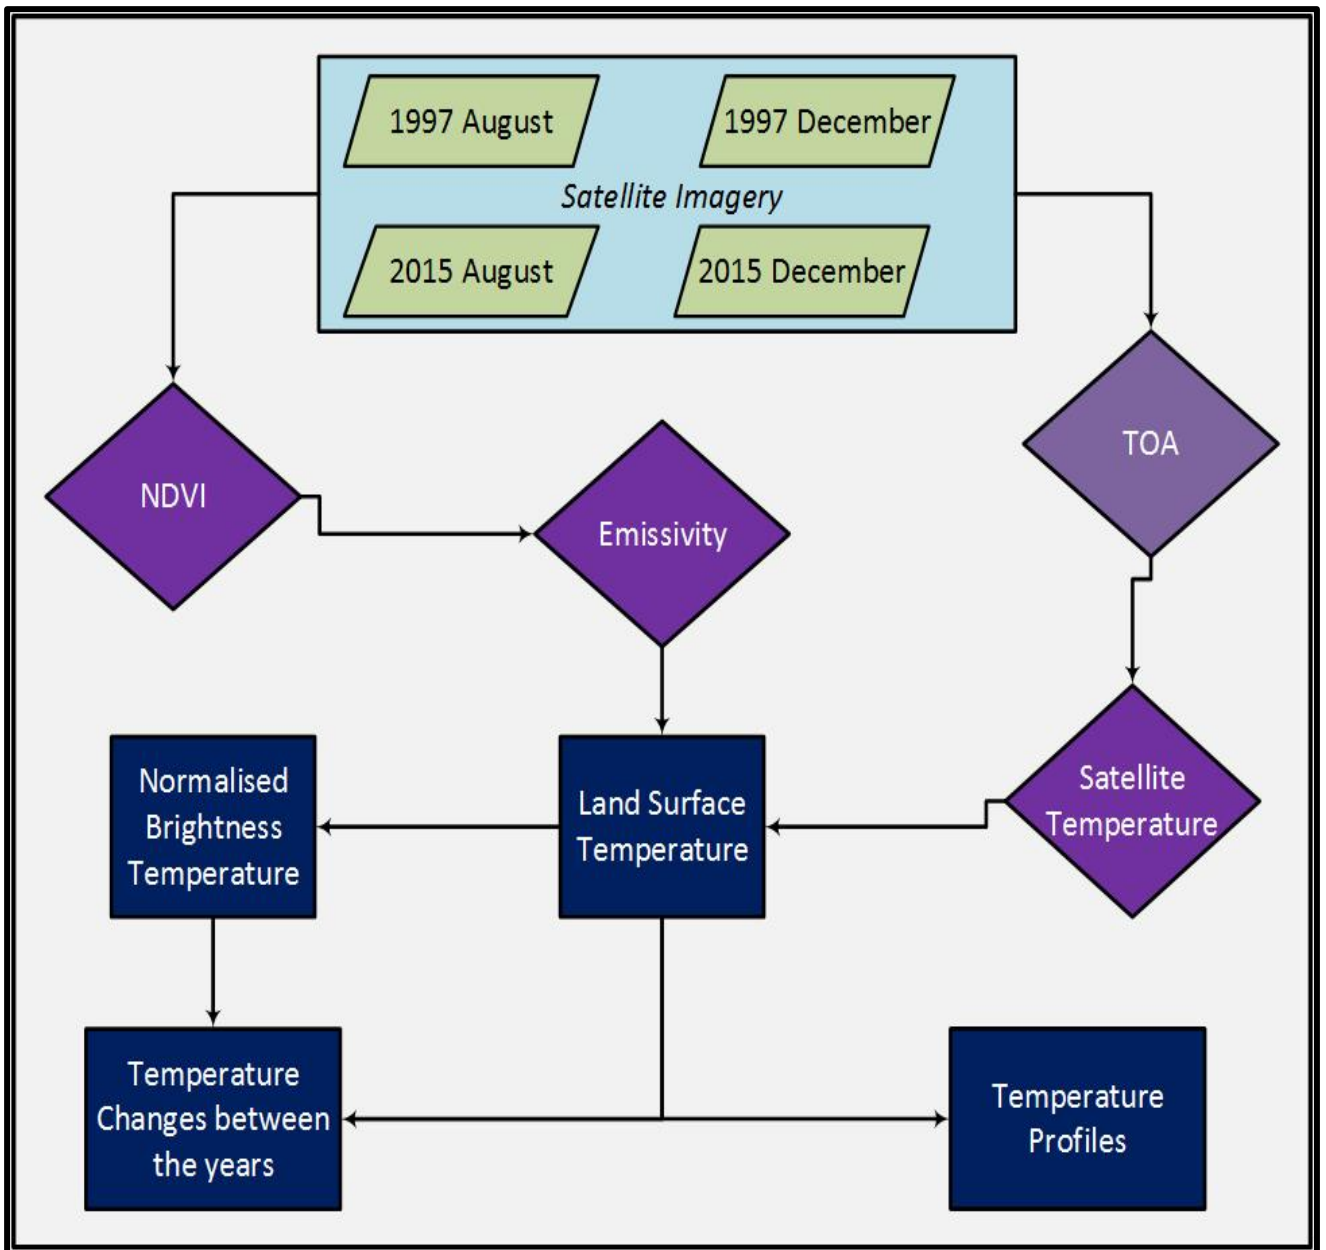 1997 August
1997 December
Satellite Imagery
2015 August
2015 December
TOA
NDVI
Emissivity
Normalised
Brightness
Temperature
Land Surface
Temperature
Satellite
Temperature
Temperature
Changes between
the years
Temperature
Profiles